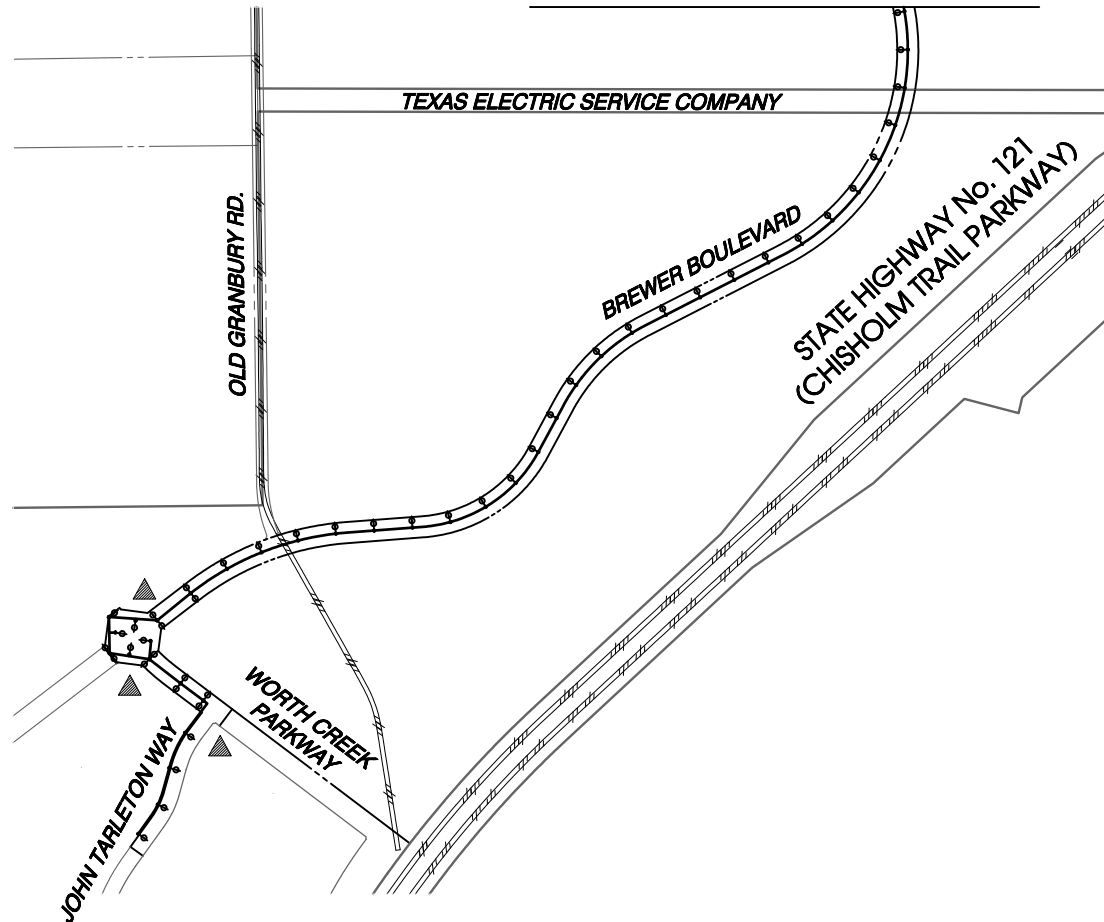 TEXAS ELECTRIC SERVICE COMPANY
OLD GRANBURY RD.
BREWER BOULEVARD
STATE HIGHWAY No. 121
(CHISHOLM TRAIL PARKWAY)
WORTH CREEK
PARKWAY
JOHN TARLETON WAY